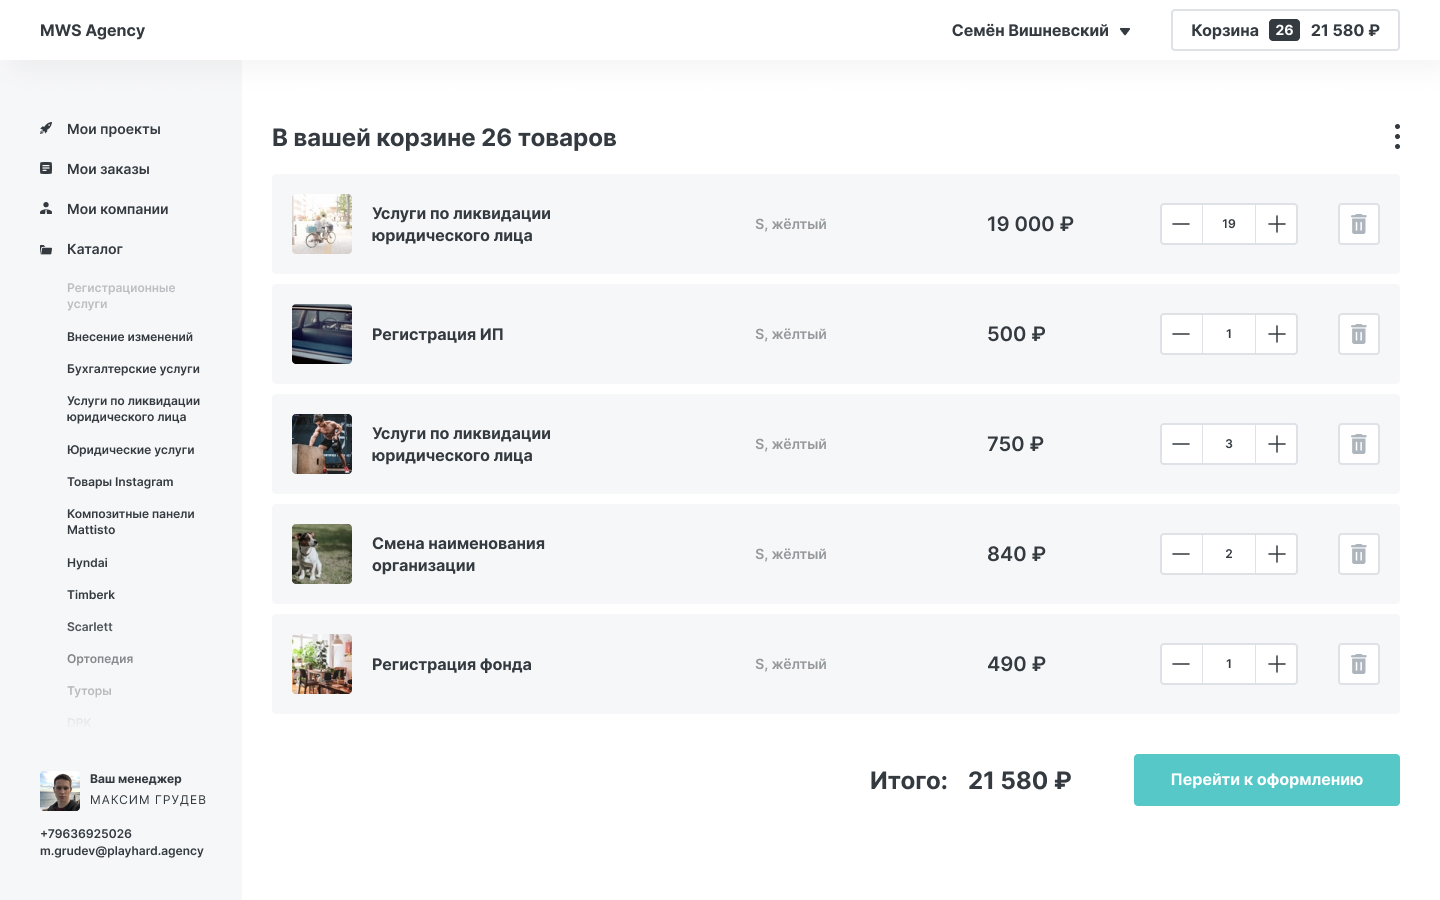 MWS Agency
Семён Вишневский
Корзина 26 21 580 ₽
Мои проекты
Мои заказы
Мои компании
Каталог
Регистрационные
услуги
Внесение изменений
Бухгалтерские услуги
Услуги по ликвидации
юридического лица
Юридические услуги
Товары Instagram
Композитные панели
Mattisto
Hyndai
Timberk
Scarlett
Ортопедия
Туторы
DPK
Ваш менеджер
МАКСИМ ГРУДЕВ
+79636925026
m.grudev@playhard.agency
В вашей корзине 26 товаров
Услуги по ликвидации
юридического лица
S, жёлтый
19 000 ₽
19
Регистрация ИП
S, жёлтый
500 ₽
1
Услуги по ликвидации
юридического лица
S, жёлтый
750 ₽
3
Смена наименования
организации
S, жёлтый
840 ₽
2
Регистрация фонда
S, жёлтый
490 ₽
1
Итого: 21 580 ₽
Перейти к оформлению